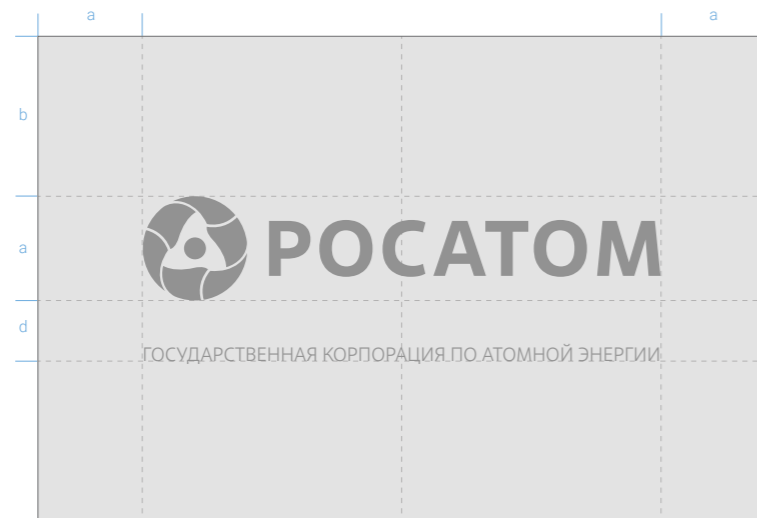 a a
b
a
РОСАТОМ
d
ГОСУДАРСТВЕННАЯ КОРПОРАЦИЯ ПО АТОМНОЙ ЭНЕРГИИ